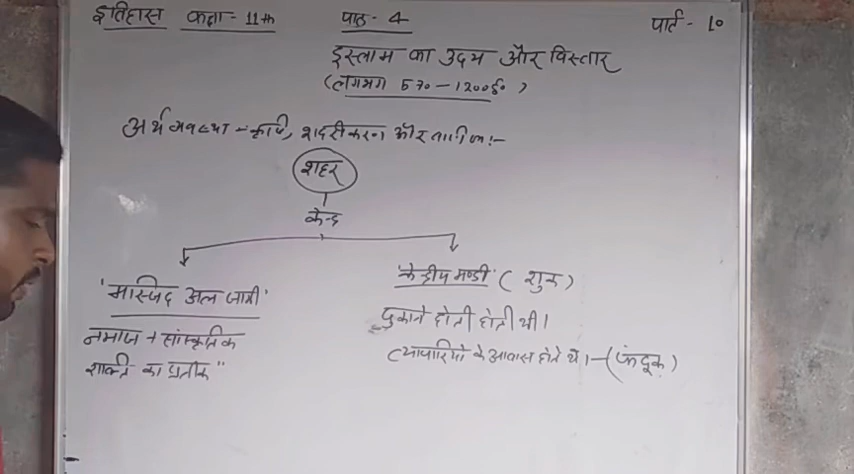 इतिहास कक्षा - 11th पाठ - 4 पार्ट - 10
इस्लाम का उदय और विस्तार
(लगभग 570 - 1200ई॰)
अर्थव्यवस्था - कृषि, शहरीकरण और वाणिज्य :-
शहर
केन्द्र
'मस्जिद अल जामी' 'केन्द्रीय मण्डी' (शुक)
नमाज + सांस्कृतिक दुकाने होती होती थी।
शक्ति का प्रतीक" व्यापारियो के आवास होते थे। - (फंदूक)